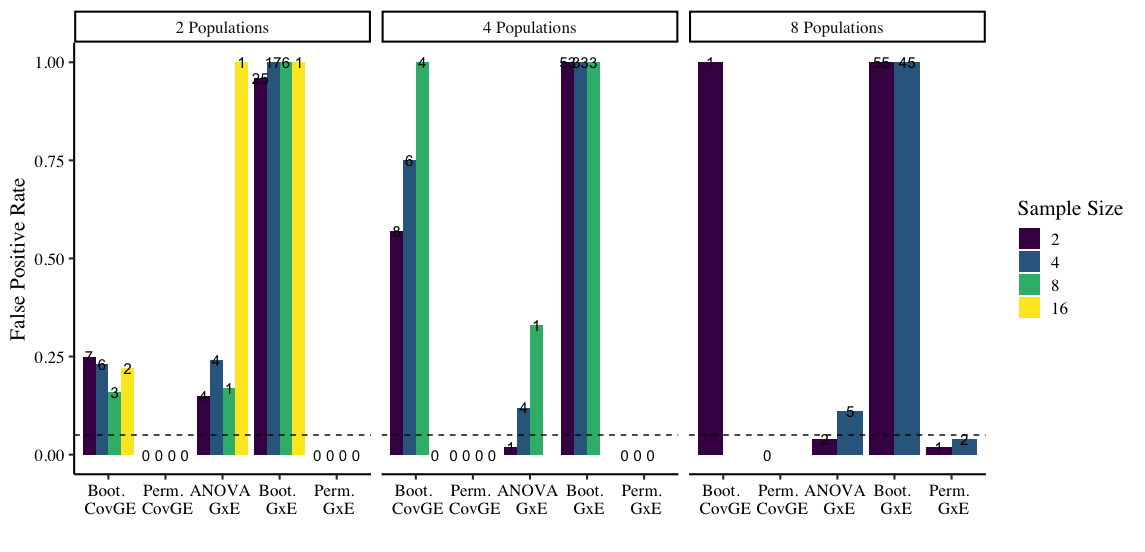 2 Populations 4 Populations 8 Populations
False Positive Rate
1.00
0.75
0.50
0.25
0.00
7 6 3 2 0 0 0 0 4 4 1 1 25 1 0 0 0 0
8 6 4 0 0 0 0 0 1 4 1 0 0 0
1 0 2 5 55 45 1 2
Boot. CovGE
Perm. CovGE
ANOVA GxE
Boot. GxE
Perm. GxE
Boot. CovGE
Perm. CovGE
ANOVA GxE
Boot. GxE
Perm. GxE
Boot. CovGE
Perm. CovGE
ANOVA GxE
Boot. GxE
Perm. GxE
Sample Size
2
4
8
16